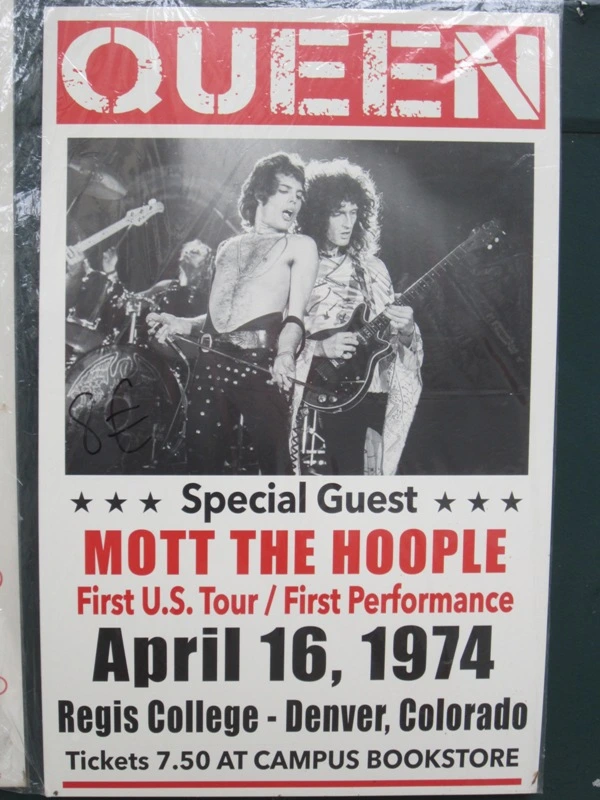 QUEEN
8E
★ ★ ★ Special Guest ★ ★ ★
MOTT THE HOOPLE
First U.S. Tour / First Performance
April 16, 1974
Regis College - Denver, Colorado
Tickets 7.50 AT CAMPUS BOOKSTORE